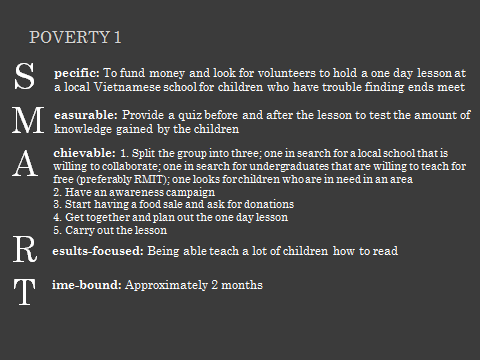 POVERTY 1
Specific: To fund money and look for volunteers to hold a one day lesson at
a local Vietnamese school for children who have trouble finding ends meet
Measurable: Provide a quiz before and after the lesson to test the amount of
knowledge gained by the children
Achievable: 1. Split the group into three; one in search for a local school that is
willing to collaborate; one in search for undergraduates that are willing to teach for
free (preferably RMIT); one looks for children who are in need in an area
2. Have an awareness campaign
3. Start having a food sale and ask for donations
4. Get together and plan out the one day lesson
5. Carry out the lesson
Results-focused: Being able teach a lot of children how to read
Time-bound: Approximately 2 months